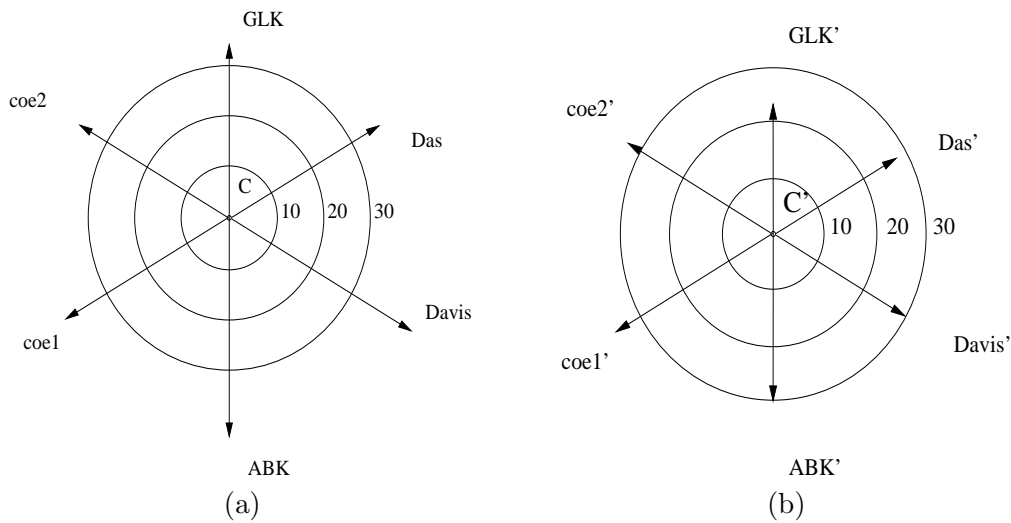 GLK
coe2
Das
C
10
20
30
coe1
Davis
ABK
(a)
GLK’
coe2’
Das’
C’
10
20
30
coe1’
Davis’
ABK’
(b)